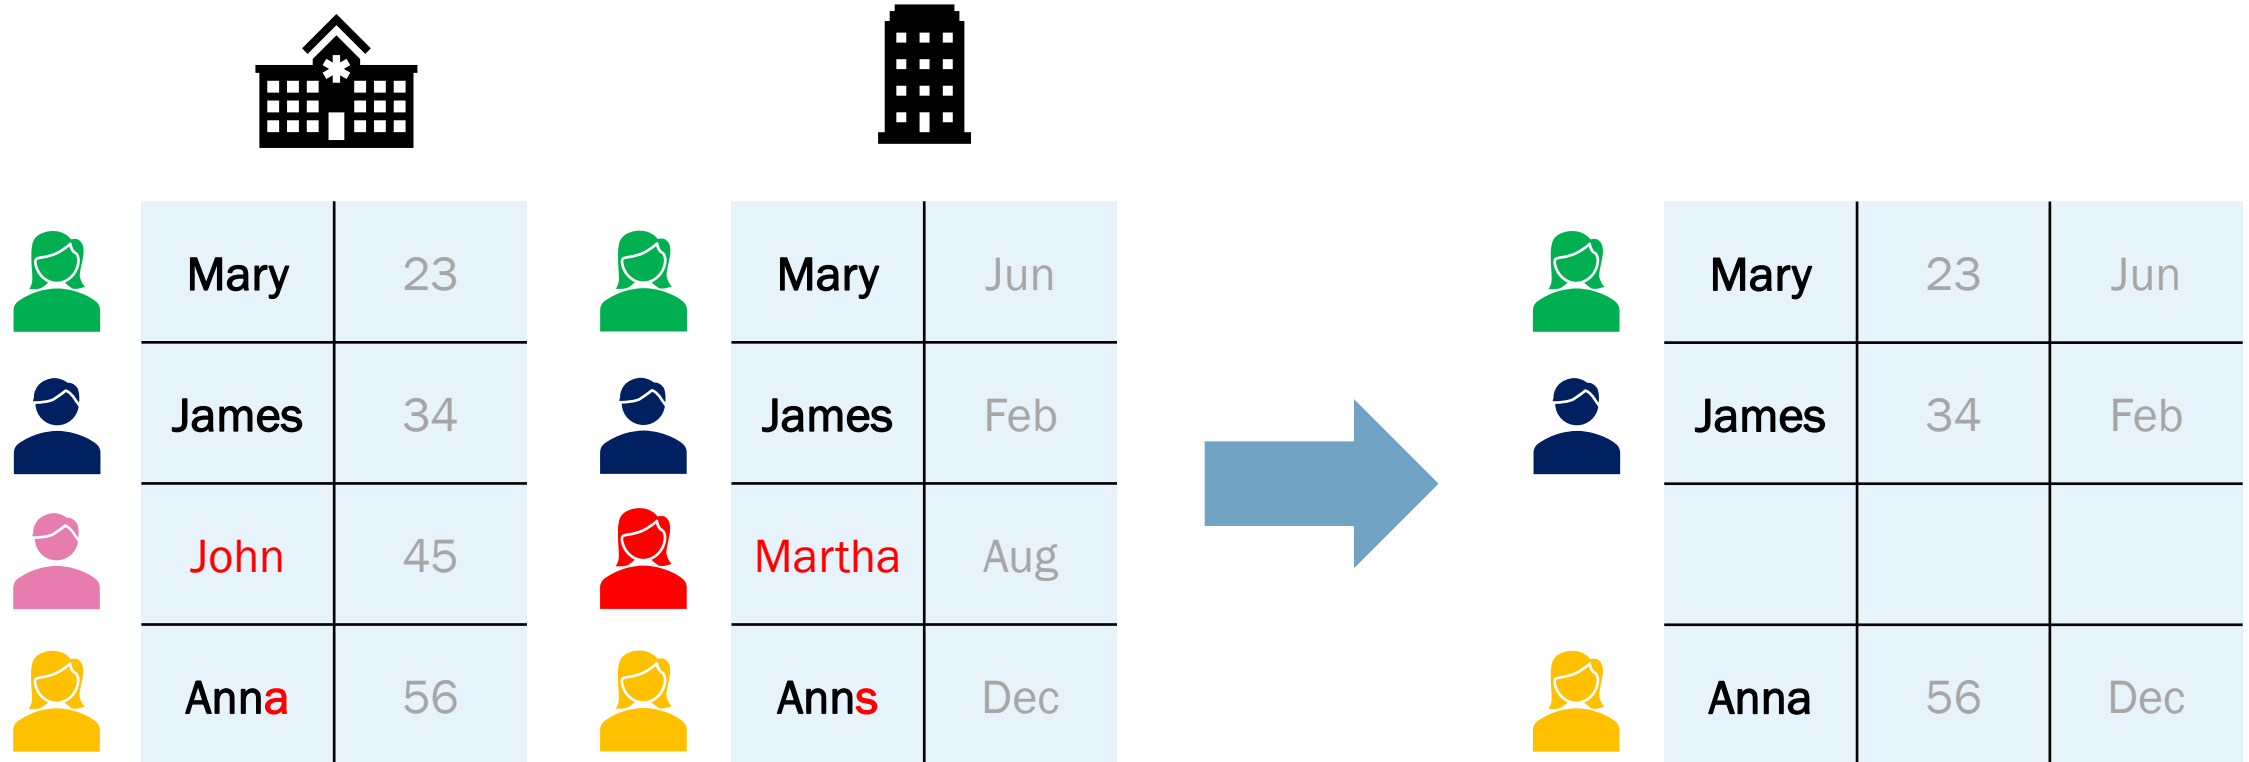 Mary 23
James 34
John 45
Anna 56
Mary Jun
James Feb
Martha Aug
Anns Dec
Mary 23 Jun
James 34 Feb
Anna 56 Dec